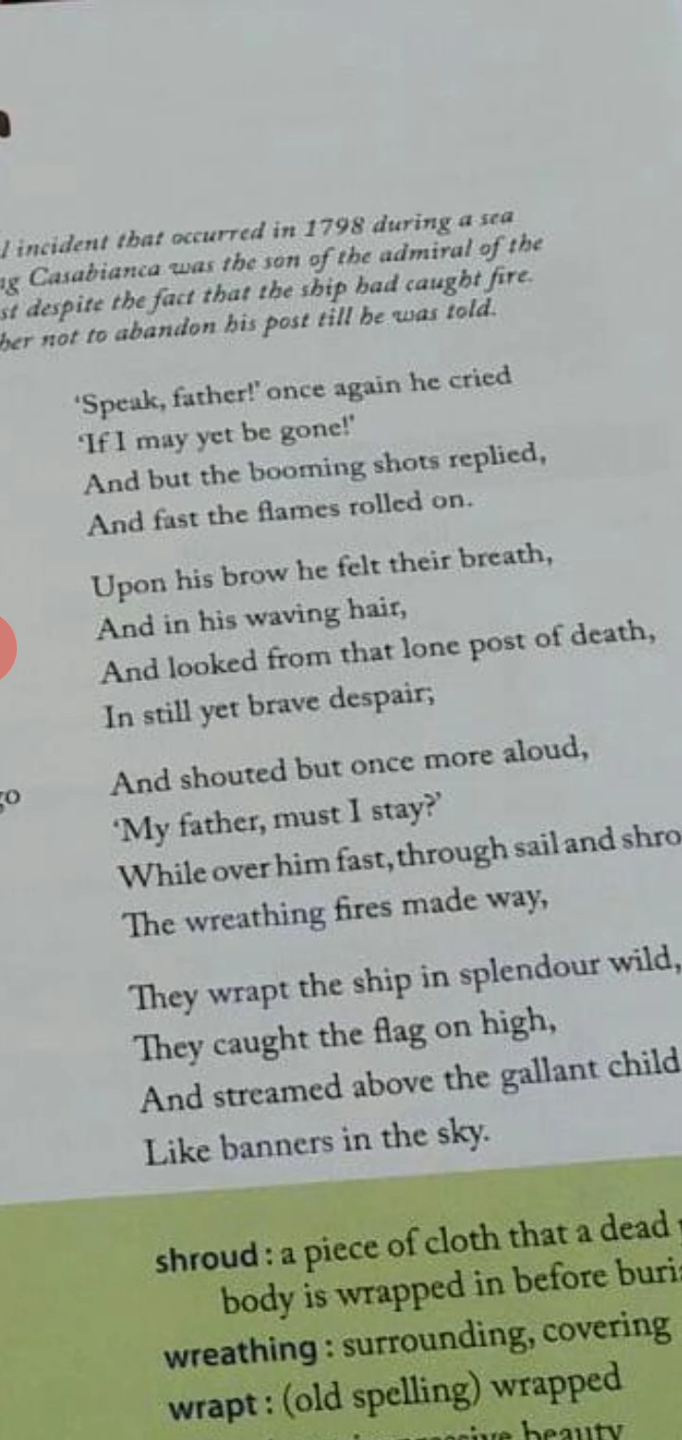 l incident that occurred in 1798 during a sea
ng Casabianca was the son of the admiral of the
st despite the fact that the ship had caught fire.
her not to abandon his post till he was told.
‘Speak, father!’ once again he cried
‘If I may yet be gone!’
And but the booming shots replied,
And fast the flames rolled on.
Upon his brow he felt their breath,
And in his waving hair,
And looked from that lone post of death,
In still yet brave despair;
go
And shouted but once more aloud,
‘My father, must I stay?’
While over him fast, through sail and shro
The wreathing fires made way,
They wrapt the ship in splendour wild,
They caught the flag on high,
And streamed above the gallant child
Like banners in the sky.
shroud : a piece of cloth that a dead
body is wrapped in before buri
wreathing : surrounding, covering
wrapt : (old spelling) wrapped
beauty